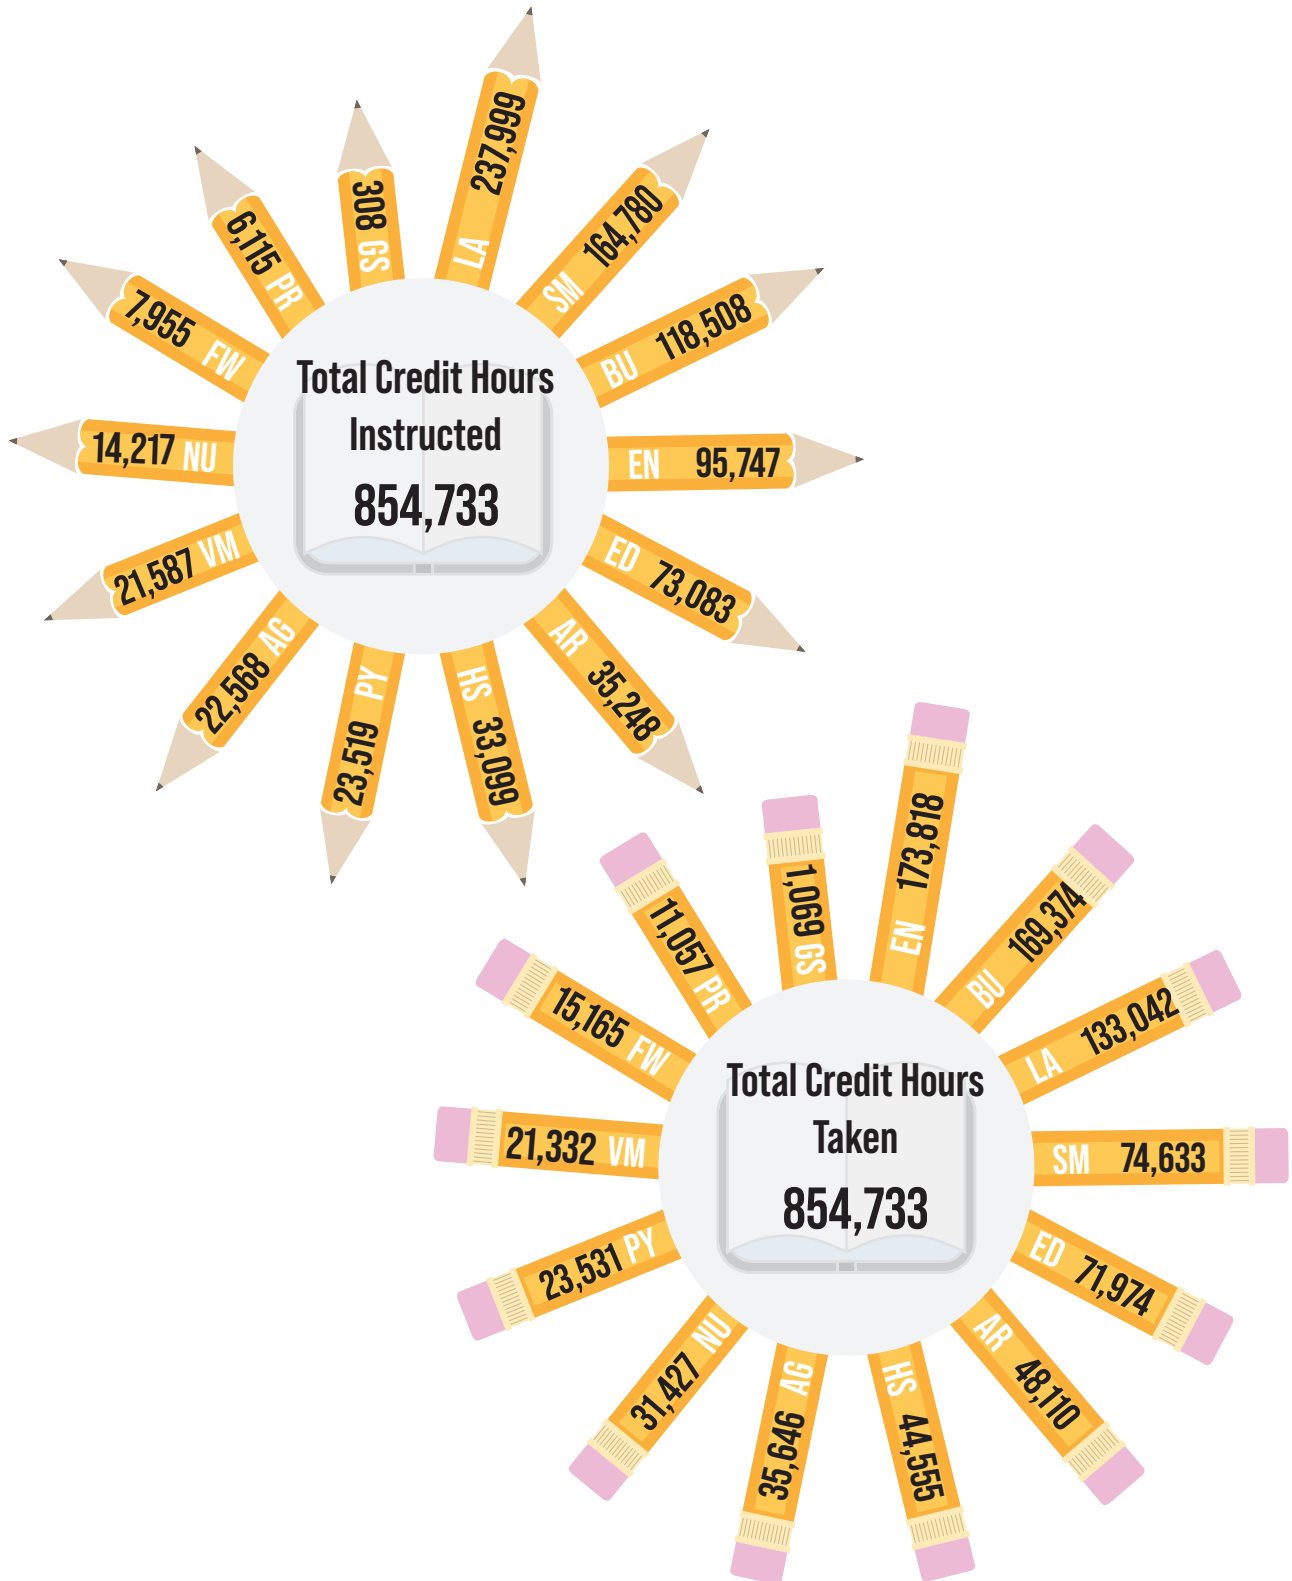 Total Credit Hours
Instructed
854,733
LA 237,999
SM 164,780
BU 118,508
EN 95,747
ED 73,083
AR 35,248
HS 33,099
23,519 PY
22,568 AG
21,587 VM
14,217 NU
7,955 FW
6,115 PR
308 GS
Total Credit Hours
Taken
854,733
EN 173,818
BU 169,374
LA 133,042
SM 74,633
ED 71,974
AR 48,110
HS 44,555
35,646 AG
31,427 NU
23,531 PY
21,332 VM
15,165 FW
11,057 PR
1,069 GS